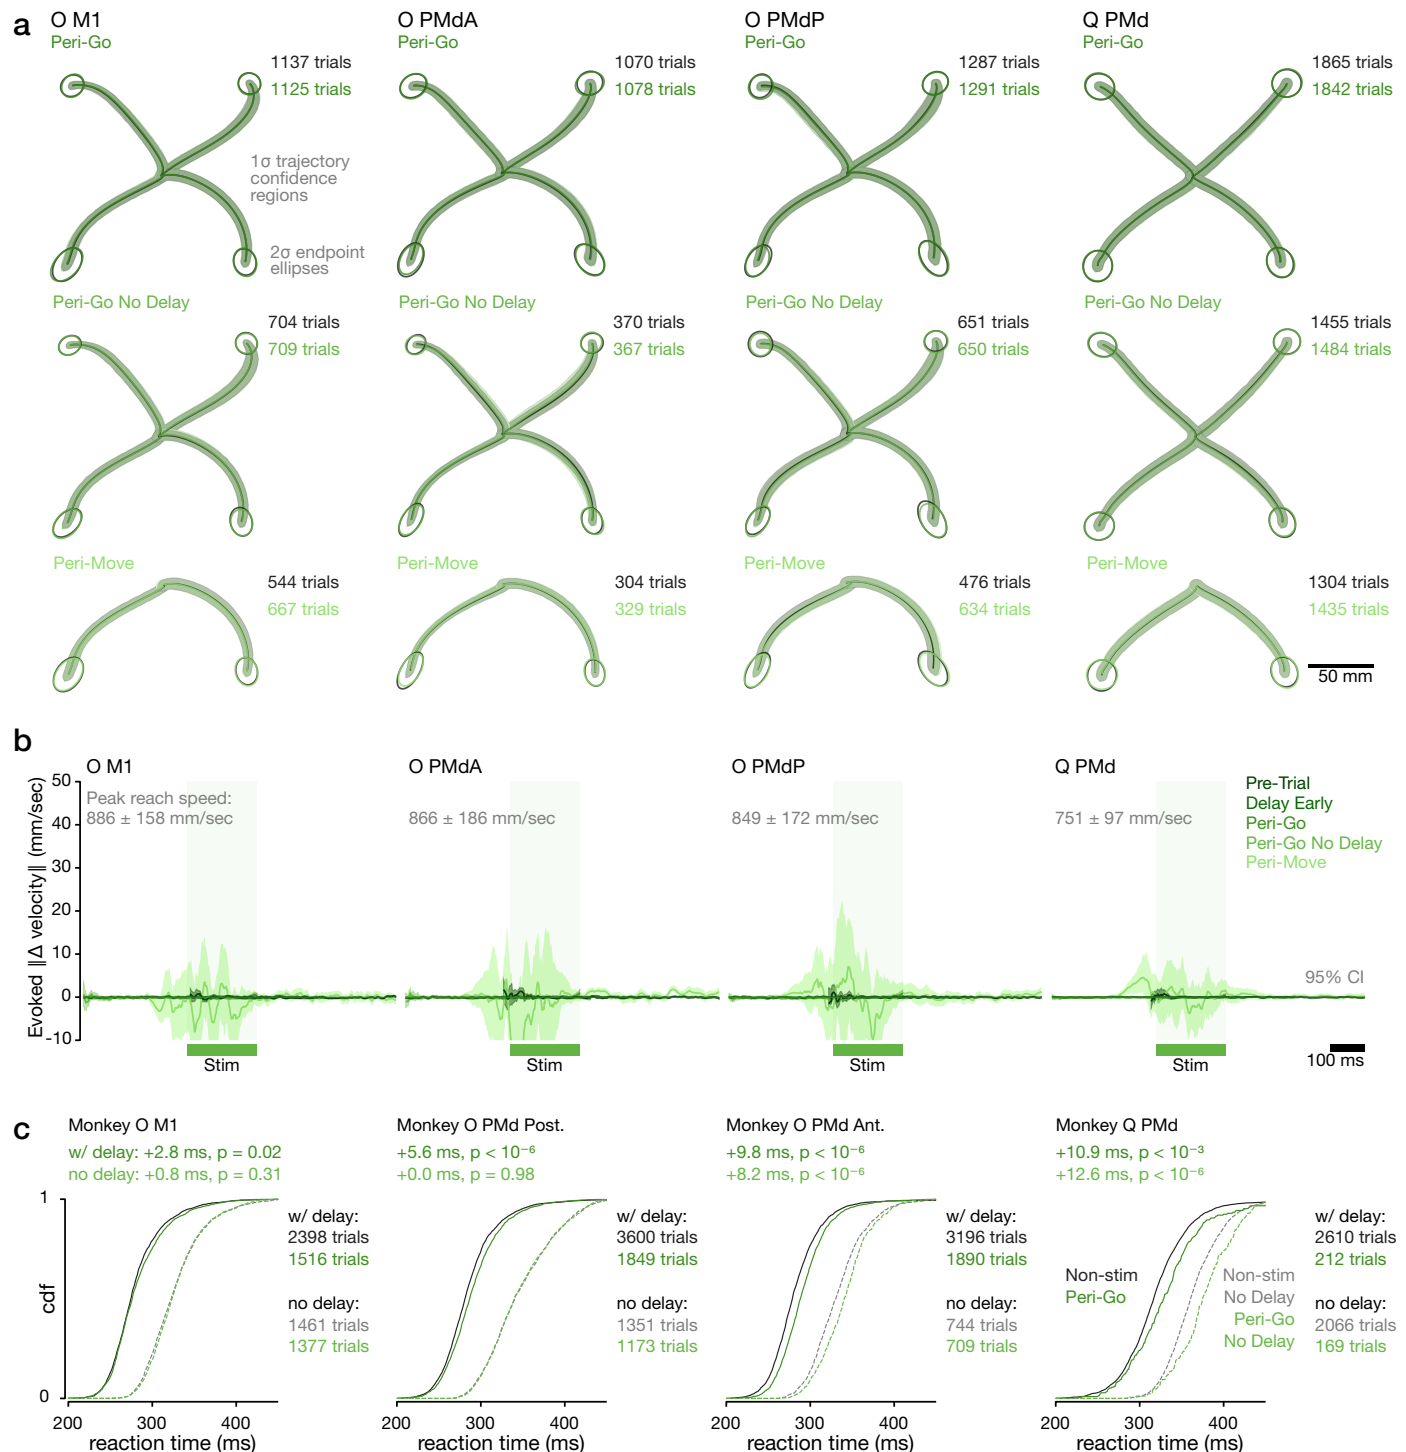 a
O M1
Peri-Go
1137 trials
1125 trials
1σ trajectory
confidence
regions
2σ endpoint
ellipses
O PMdA
Peri-Go
1070 trials
1078 trials
O PMdP
Peri-Go
1287 trials
1291 trials
Q PMd
Peri-Go
1865 trials
1842 trials
Peri-Go No Delay
704 trials
709 trials
Peri-Go No Delay
370 trials
367 trials
Peri-Go No Delay
651 trials
650 trials
Peri-Go No Delay
1455 trials
1484 trials
Peri-Move
544 trials
667 trials
Peri-Move
304 trials
329 trials
Peri-Move
476 trials
634 trials
Peri-Move
1304 trials
1435 trials
50 mm
b
Evoked ‖Δ velocity‖ (mm/sec)
50
40
30
20
10
0
-10
O M1
Peak reach speed:
886 ± 158 mm/sec
Stim
O PMdA
866 ± 186 mm/sec
Stim
O PMdP
849 ± 172 mm/sec
Stim
Q PMd
751 ± 97 mm/sec
Stim
Pre-Trial
Delay Early
Peri-Go
Peri-Go No Delay
Peri-Move
95% CI
100 ms
c
Monkey O M1
w/ delay: +2.8 ms, p = 0.02
no delay: +0.8 ms, p = 0.31
cdf
1
0
w/ delay:
2398 trials
1516 trials
no delay:
1461 trials
1377 trials
200 300 400
reaction time (ms)
Monkey O PMd Post.
+5.6 ms, p < 10⁻⁶
+0.0 ms, p = 0.98
w/ delay:
3600 trials
1849 trials
no delay:
1351 trials
1173 trials
200 300 400
reaction time (ms)
Monkey O PMd Ant.
+9.8 ms, p < 10⁻⁶
+8.2 ms, p < 10⁻⁶
w/ delay:
3196 trials
1890 trials
no delay:
744 trials
709 trials
200 300 400
reaction time (ms)
Monkey Q PMd
+10.9 ms, p < 10⁻³
+12.6 ms, p < 10⁻⁶
Non-stim
Peri-Go
Non-stim
No Delay
Peri-Go
No Delay
w/ delay:
2610 trials
212 trials
no delay:
2066 trials
169 trials
200 300 400
reaction time (ms)